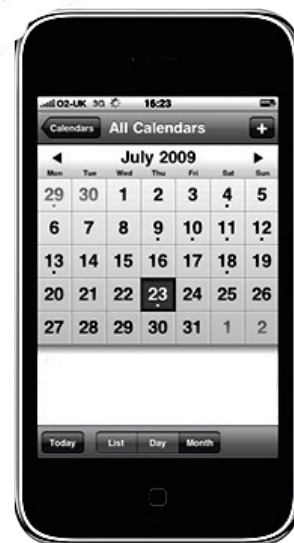 O2-UK 3G 16:23
Calendars All Calendars +
July 2009
Mon Tue Wed Thu Fri Sat Sun
29 30 1 2 3 4 5
6 7 8 9 10 11 12
13 14 15 16 17 18 19
20 21 22 23 24 25 26
27 28 29 30 31 1 2
Today List Day Month